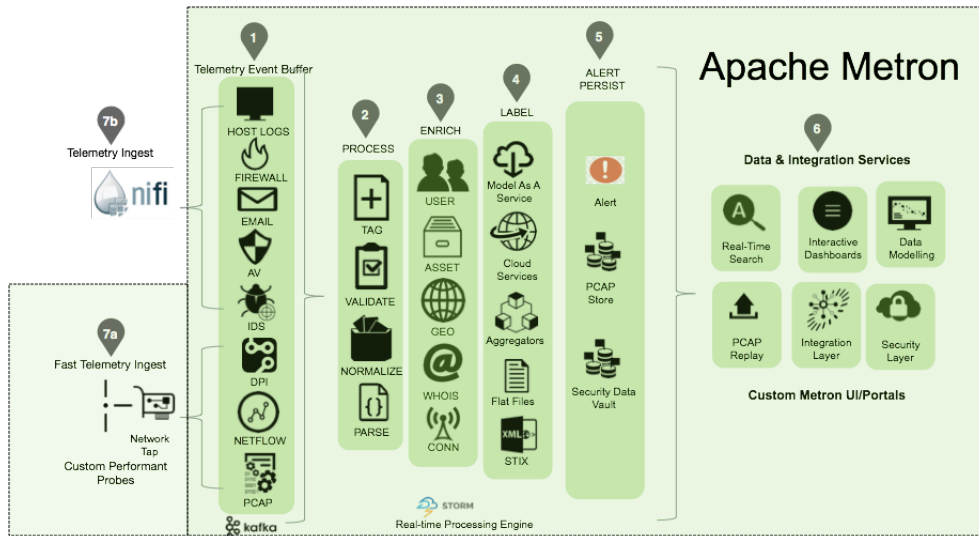 Apache Metron
1
Telemetry Event Buffer
HOST LOGS
FIREWALL
EMAIL
AV
IDS
DPI
NETFLOW
PCAP
kafka
7b
Telemetry Ingest
nifi
7a
Fast Telemetry Ingest
Network
Tap
Custom Performant
Probes
2
PROCESS
TAG
VALIDATE
NORMALIZE
PARSE
3
ENRICH
USER
ASSET
GEO
@
WHOIS
CONN
4
LABEL
Model As A
Service
Cloud
Services
Aggregators
Flat Files
XML
STIX
5
ALERT
PERSIST
!
Alert
PCAP
Store
Security Data
Vault
STORM
Real-time Processing Engine
6
Data & Integration Services
A
Real-Time
Search
Interactive
Dashboards
Data
Modelling
PCAP
Replay
Integration
Layer
Security
Layer
Custom Metron UI/Portals